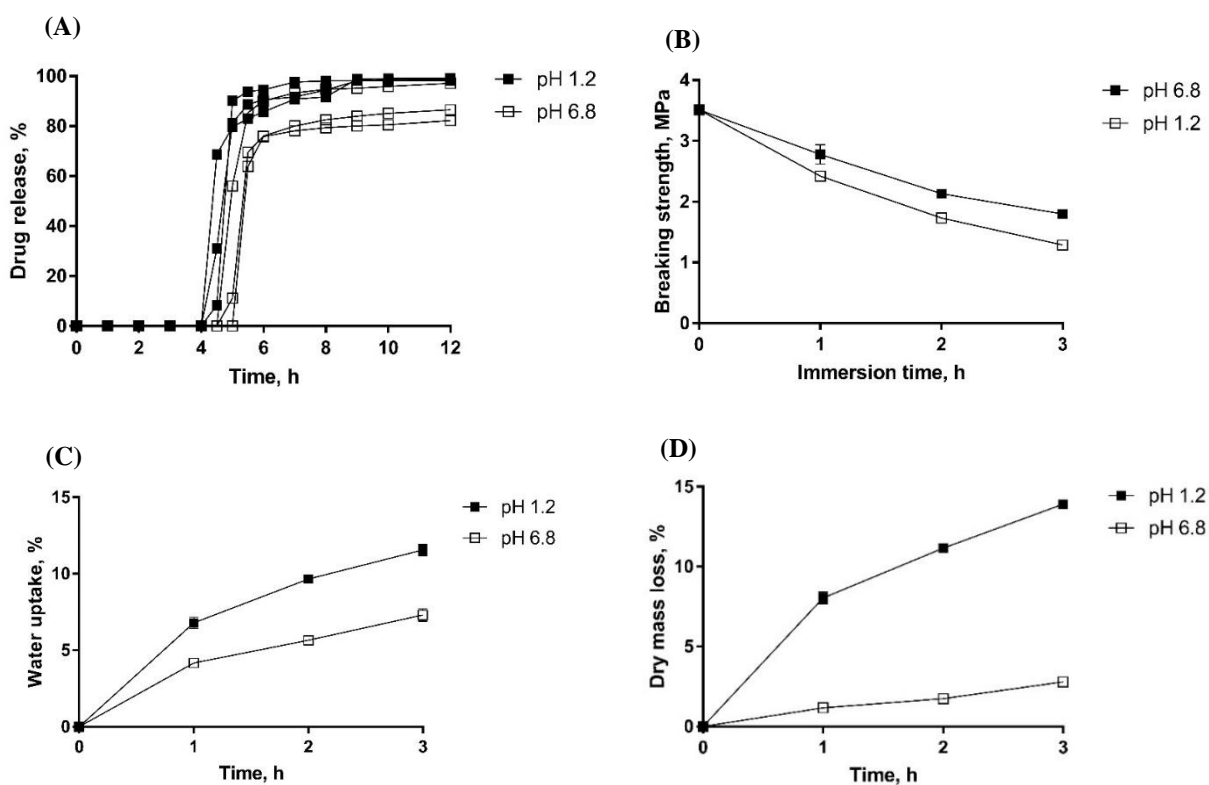 (A)
100
80
60
40
20
0
Drug release, %
0 2 4 6 8 10 12
Time, h
pH 1.2
pH 6.8
(B)
4
3
2
1
0
Breaking strength, MPa
0 1 2 3
Immersion time, h
pH 6.8
pH 1.2
(C)
15
10
5
0
Water uptake, %
0 1 2 3
Time, h
pH 1.2
pH 6.8
(D)
15
10
5
0
Dry mass loss, %
0 1 2 3
Time, h
pH 1.2
pH 6.8